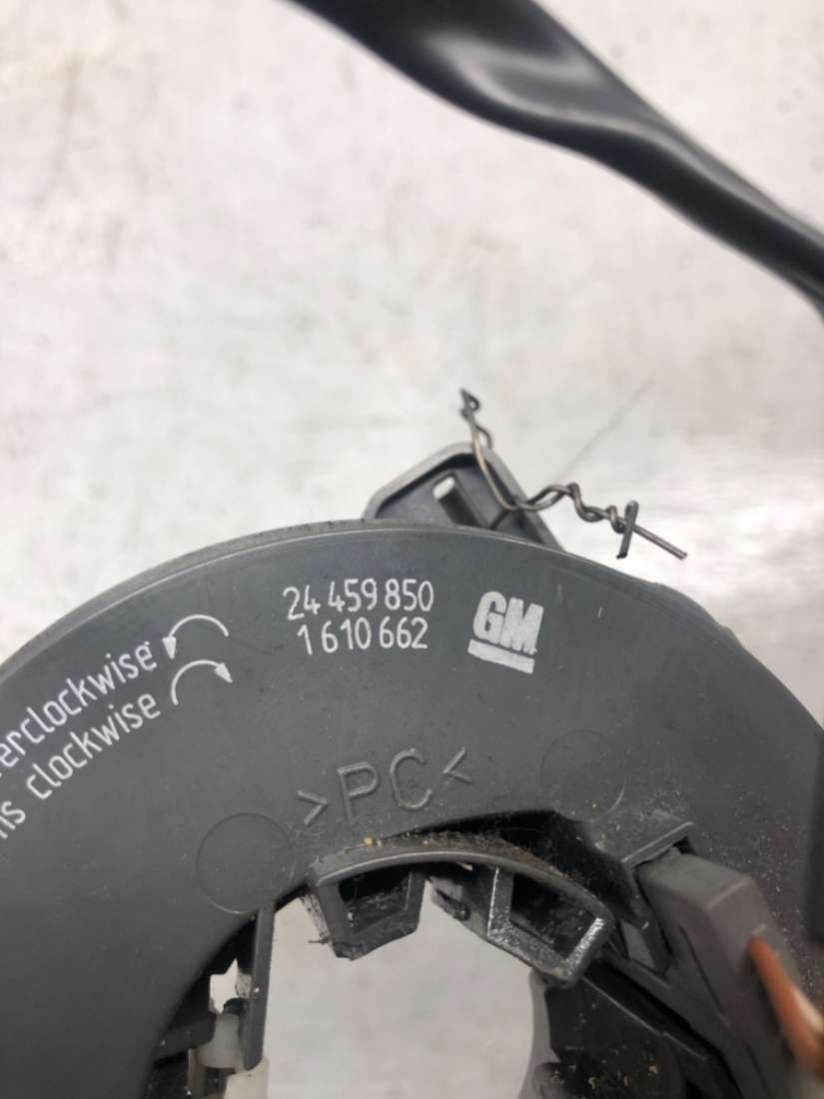 24 459 850
1 610 662
GM
clockwise
>PC<